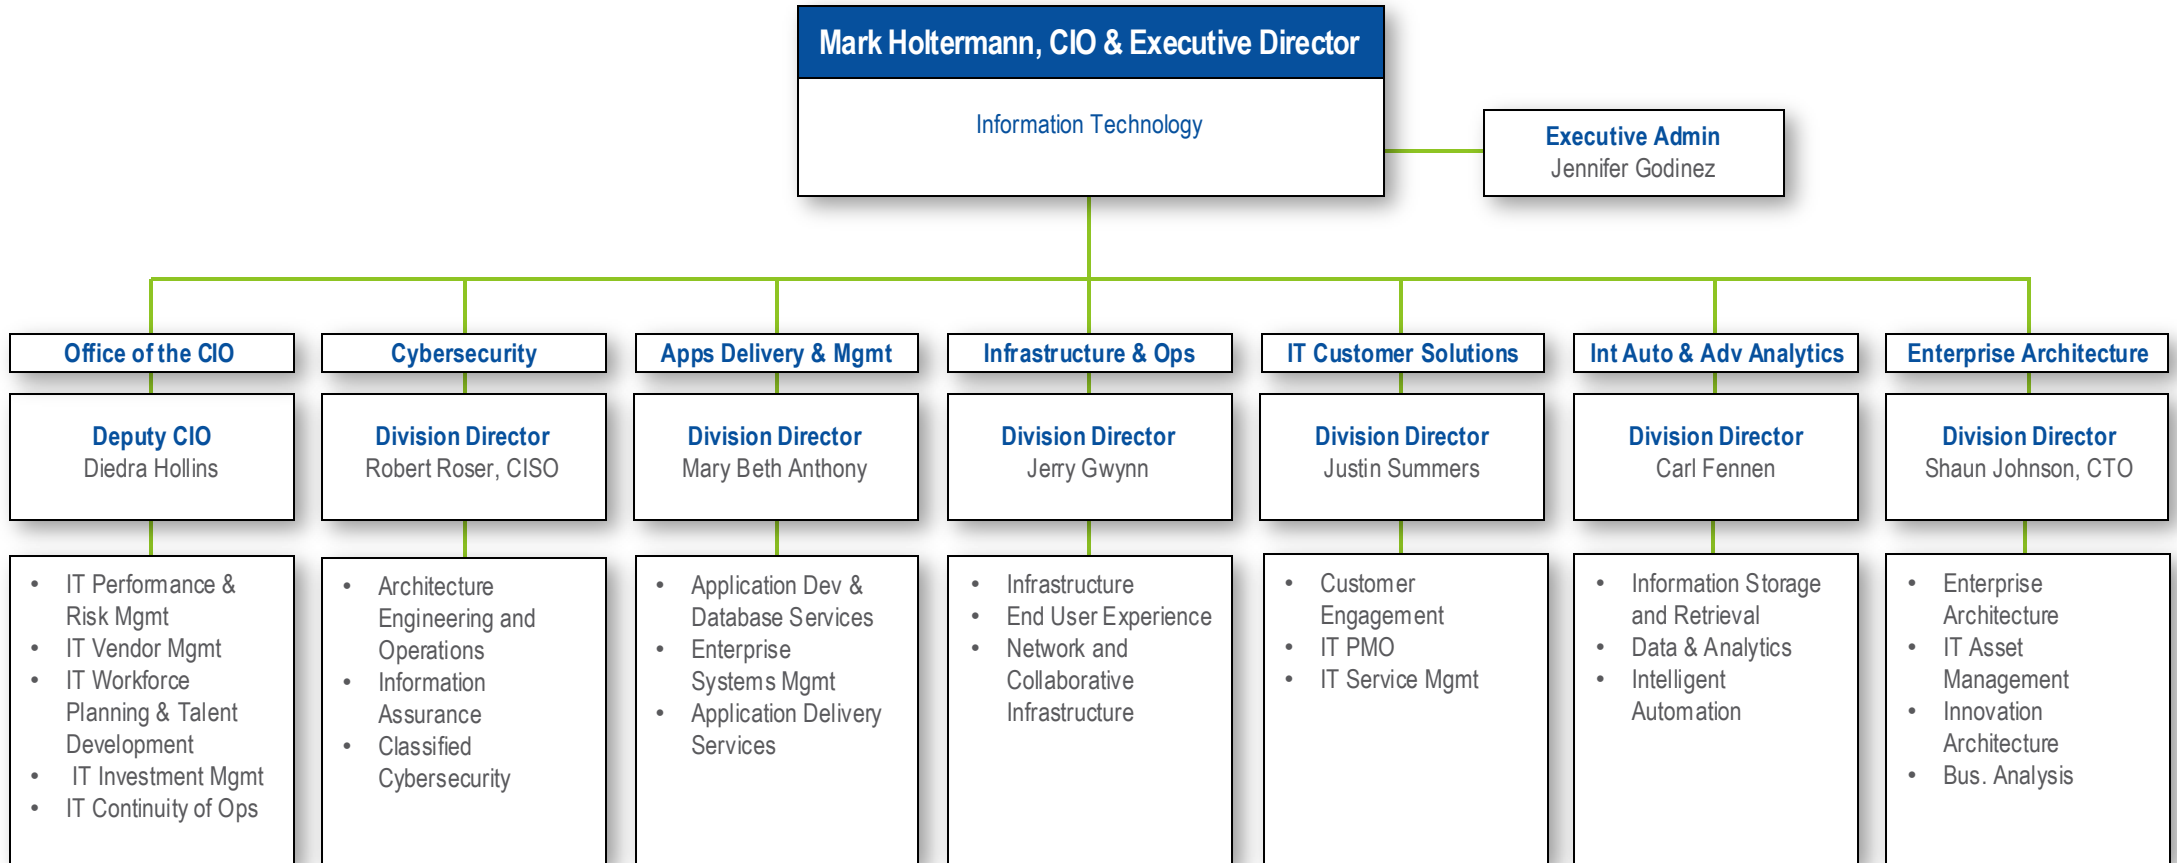 Mark Holtermann, CIO & Executive Director
Information Technology
Executive Admin
Jennifer Godinez
Office of the CIO
Deputy CIO
Diedra Hollins
• IT Performance &
Risk Mgmt
• IT Vendor Mgmt
• IT Workforce
Planning & Talent
Development
• IT Investment Mgmt
• IT Continuity of Ops
Cybersecurity
Division Director
Robert Roser, CISO
• Architecture
Engineering and
Operations
• Information
Assurance
• Classified
Cybersecurity
Apps Delivery & Mgmt
Division Director
Mary Beth Anthony
• Application Dev &
Database Services
• Enterprise
Systems Mgmt
• Application Delivery
Services
Infrastructure & Ops
Division Director
Jerry Gwynn
• Infrastructure
• End User Experience
• Network and
Collaborative
Infrastructure
IT Customer Solutions
Division Director
Justin Summers
• Customer
Engagement
• IT PMO
• IT Service Mgmt
Int Auto & Adv Analytics
Division Director
Carl Fennen
• Information Storage
and Retrieval
• Data & Analytics
• Intelligent
Automation
Enterprise Architecture
Division Director
Shaun Johnson, CTO
• Enterprise
Architecture
• IT Asset
Management
• Innovation
Architecture
• Bus. Analysis